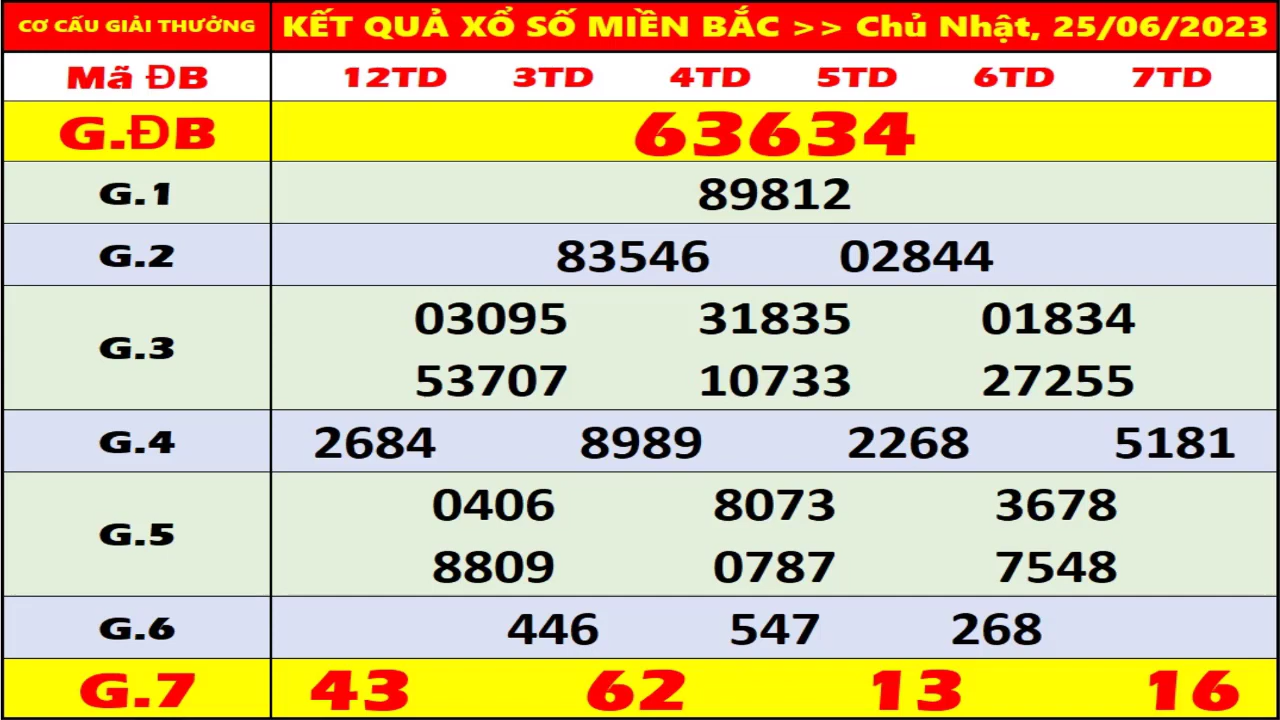 CƠ CẤU GIẢI THƯỞNG KẾT QUẢ XỔ SỐ MIỀN BẮC >> Chủ Nhật, 25/06/2023
Mã ĐB 12TD 3TD 4TD 5TD 6TD 7TD
G.ĐB 63634
G.1 89812
G.2 83546 02844
03095 31835 01834
G.3
53707 10733 27255
G.4 2684 8989 2268 5181
0406 8073 3678
G.5
8809 0787 7548
G.6 446 547 268
G.7 43 62 13 16